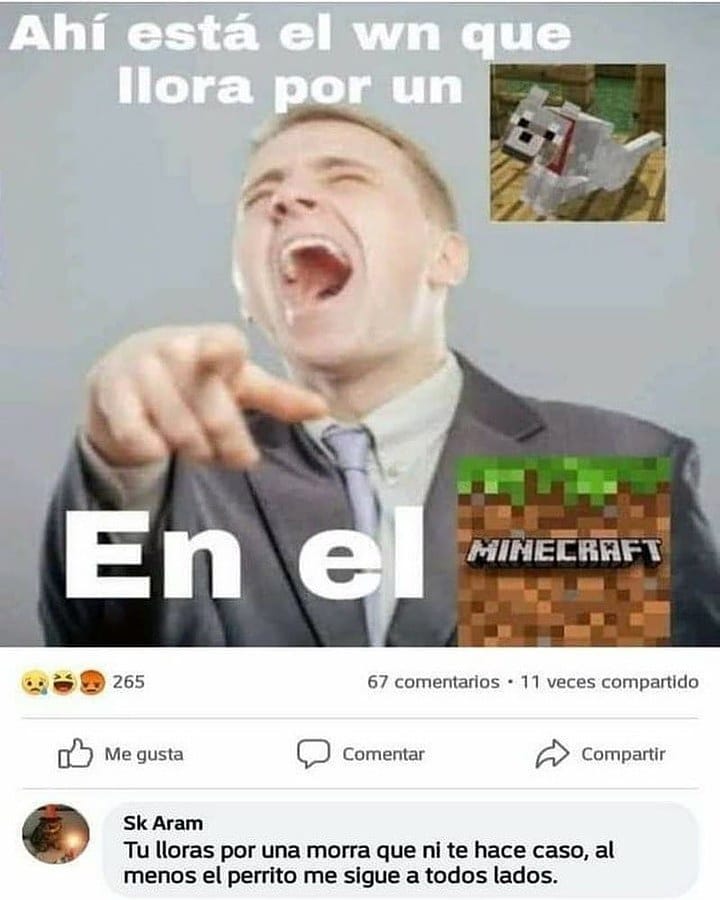 Ahí está el wn que
llora por un
En el
MINECRAFT
265
67 comentarios • 11 veces compartido
Me gusta
Comentar
Compartir
Sk Aram
Tu lloras por una morra que ni te hace caso, al
menos el perrito me sigue a todos lados.